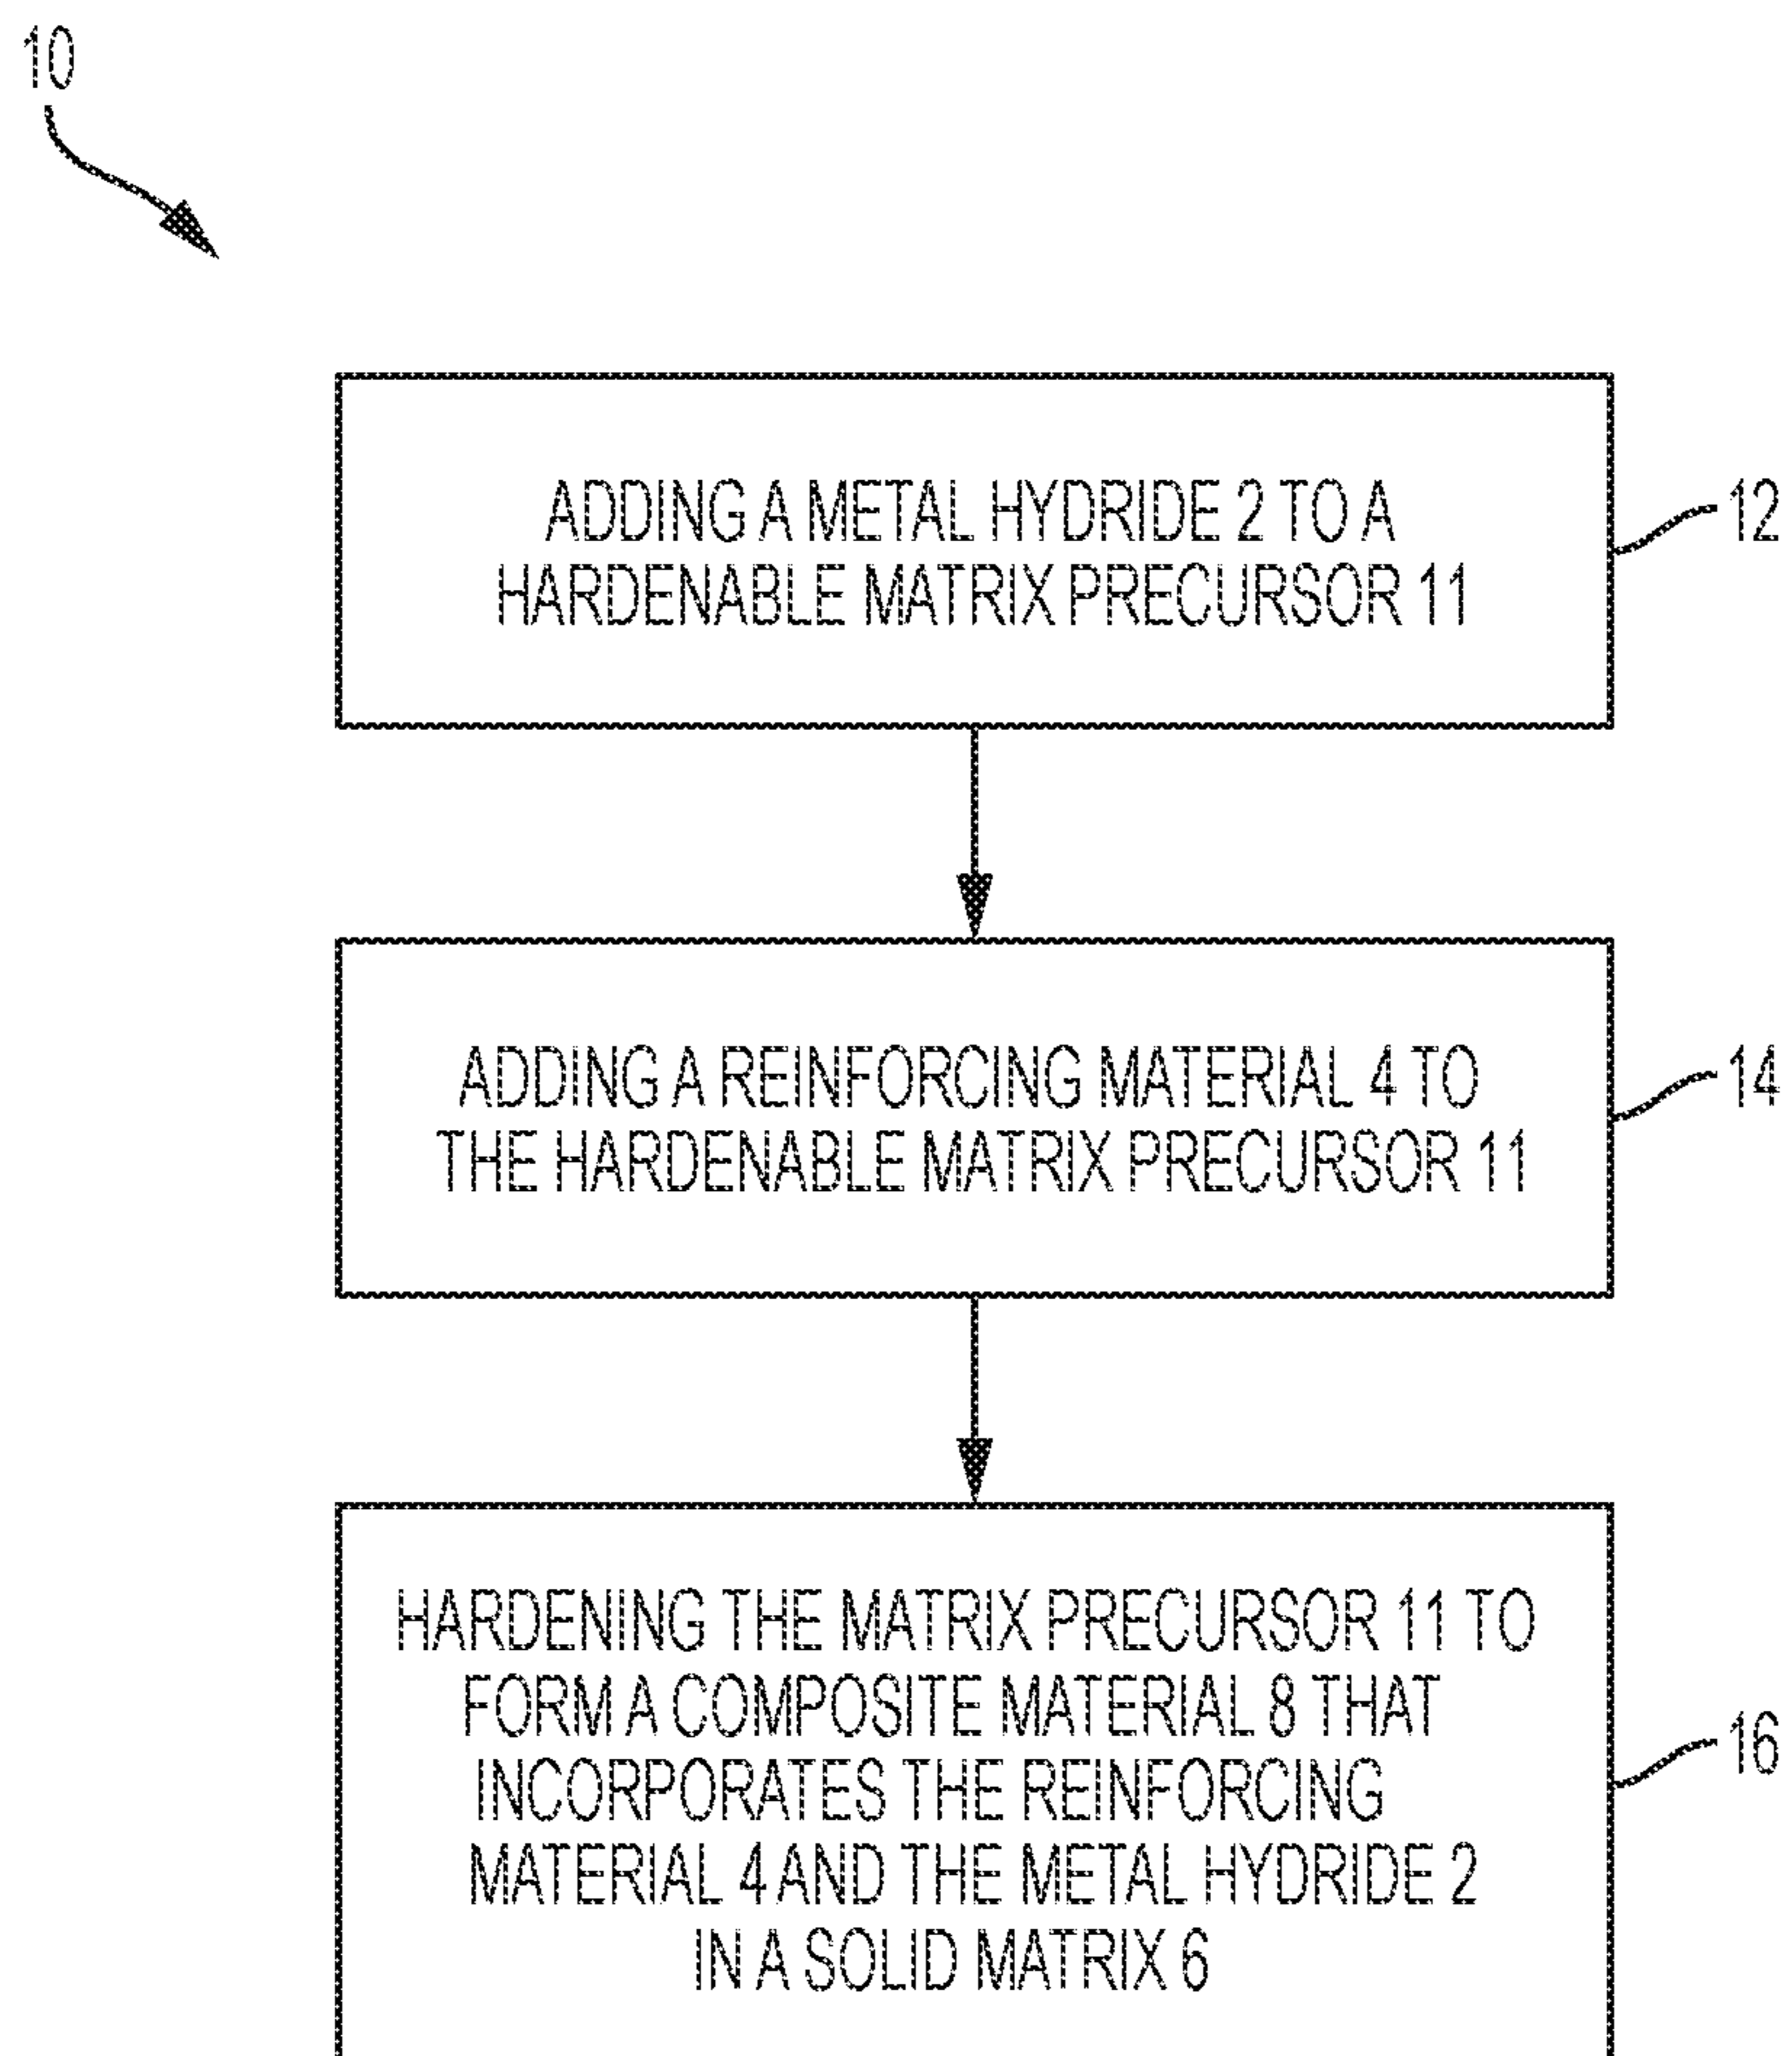 10
ADDING A METAL HYDRIDE 2 TO A
HARDENABLE MATRIX PRECURSOR 11
12
ADDING A REINFORCING MATERIAL 4 TO
THE HARDENABLE MATRIX PRECURSOR 11
14
HARDENING THE MATRIX PRECURSOR 11 TO
FORM A COMPOSITE MATERIAL 8 THAT
INCORPORATES THE REINFORCING
MATERIAL 4 AND THE METAL HYDRIDE 2
IN A SOLID MATRIX 6
16